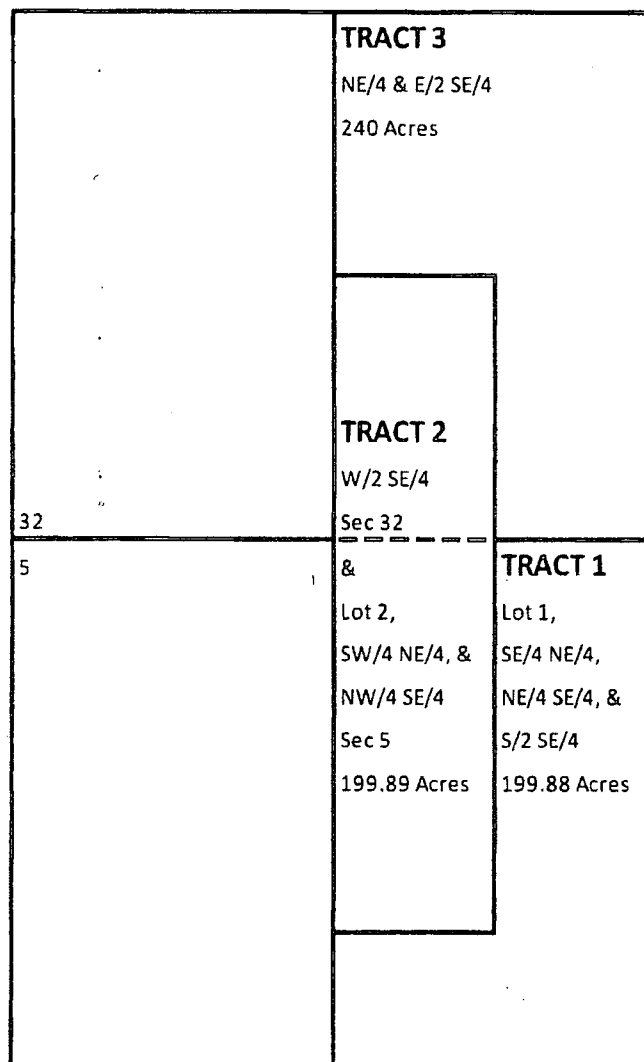 TRACT 3
NE/4 & E/2 SE/4
240 Acres
TRACT 2
W/2 SE/4
32
Sec 32
5
&
Lot 2,
SW/4 NE/4, &
NW/4 SE/4
Sec 5
199.89 Acres
TRACT 1
Lot 1,
SE/4 NE/4,
NE/4 SE/4, &
S/2 SE/4
199.88 Acres